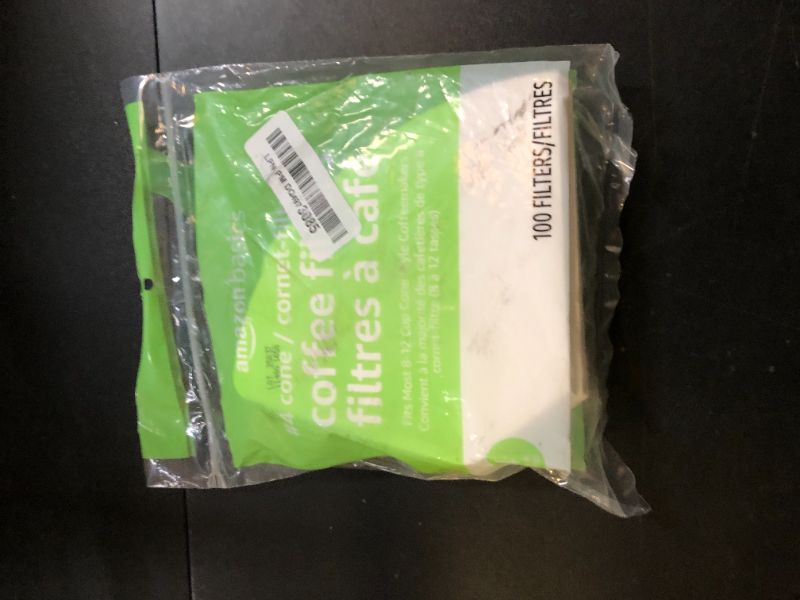 amazon basics
#4 cone / cornet-
coffee fi
filtres à café
Fits Most 8-12 Cup Cone Style Coffeemakers
Convient à la majorité des cafetières de type à
cornet-filtre (8 à 12 tasses)
100 FILTERS/FILTRES
3085